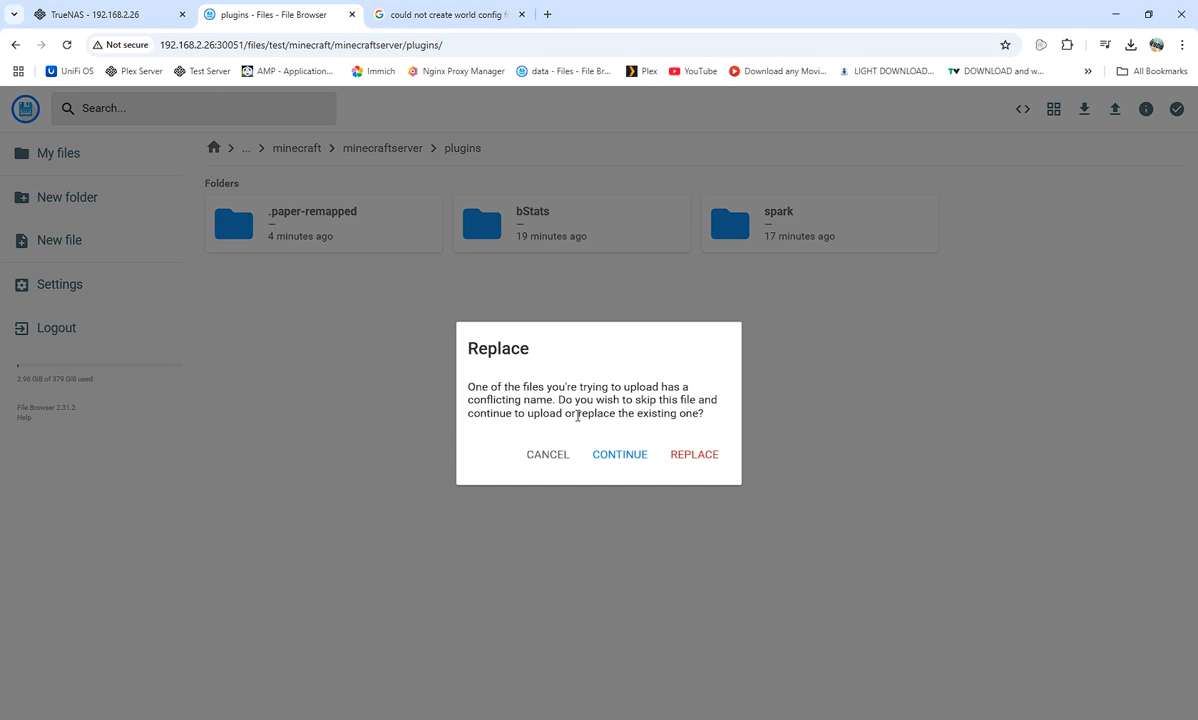 TrueNAS - 192.168.2.26
plugins - Files - File Browser
could not create world config f
Not secure
192.168.2.26:30051/files/test/minecraft/minecraftserver/plugins/
UniFi OS
Plex Server
Test Server
AMP - Application...
Immich
Nginx Proxy Manager
data - Files - File Br...
Plex
YouTube
Download any Movi...
LIGHT DOWNLOAD...
DOWNLOAD and w...
»
All Bookmarks
Search...
My files
New folder
New file
Settings
Logout
2.96 GiB of 379 GiB used
File Browser 2.31.2
Help
... minecraft minecraftserver plugins
Folders
.paper-remapped
—
4 minutes ago
bStats
—
19 minutes ago
spark
—
17 minutes ago
Replace
One of the files you're trying to upload has a
conflicting name. Do you wish to skip this file and
continue to upload or replace the existing one?
CANCEL CONTINUE REPLACE